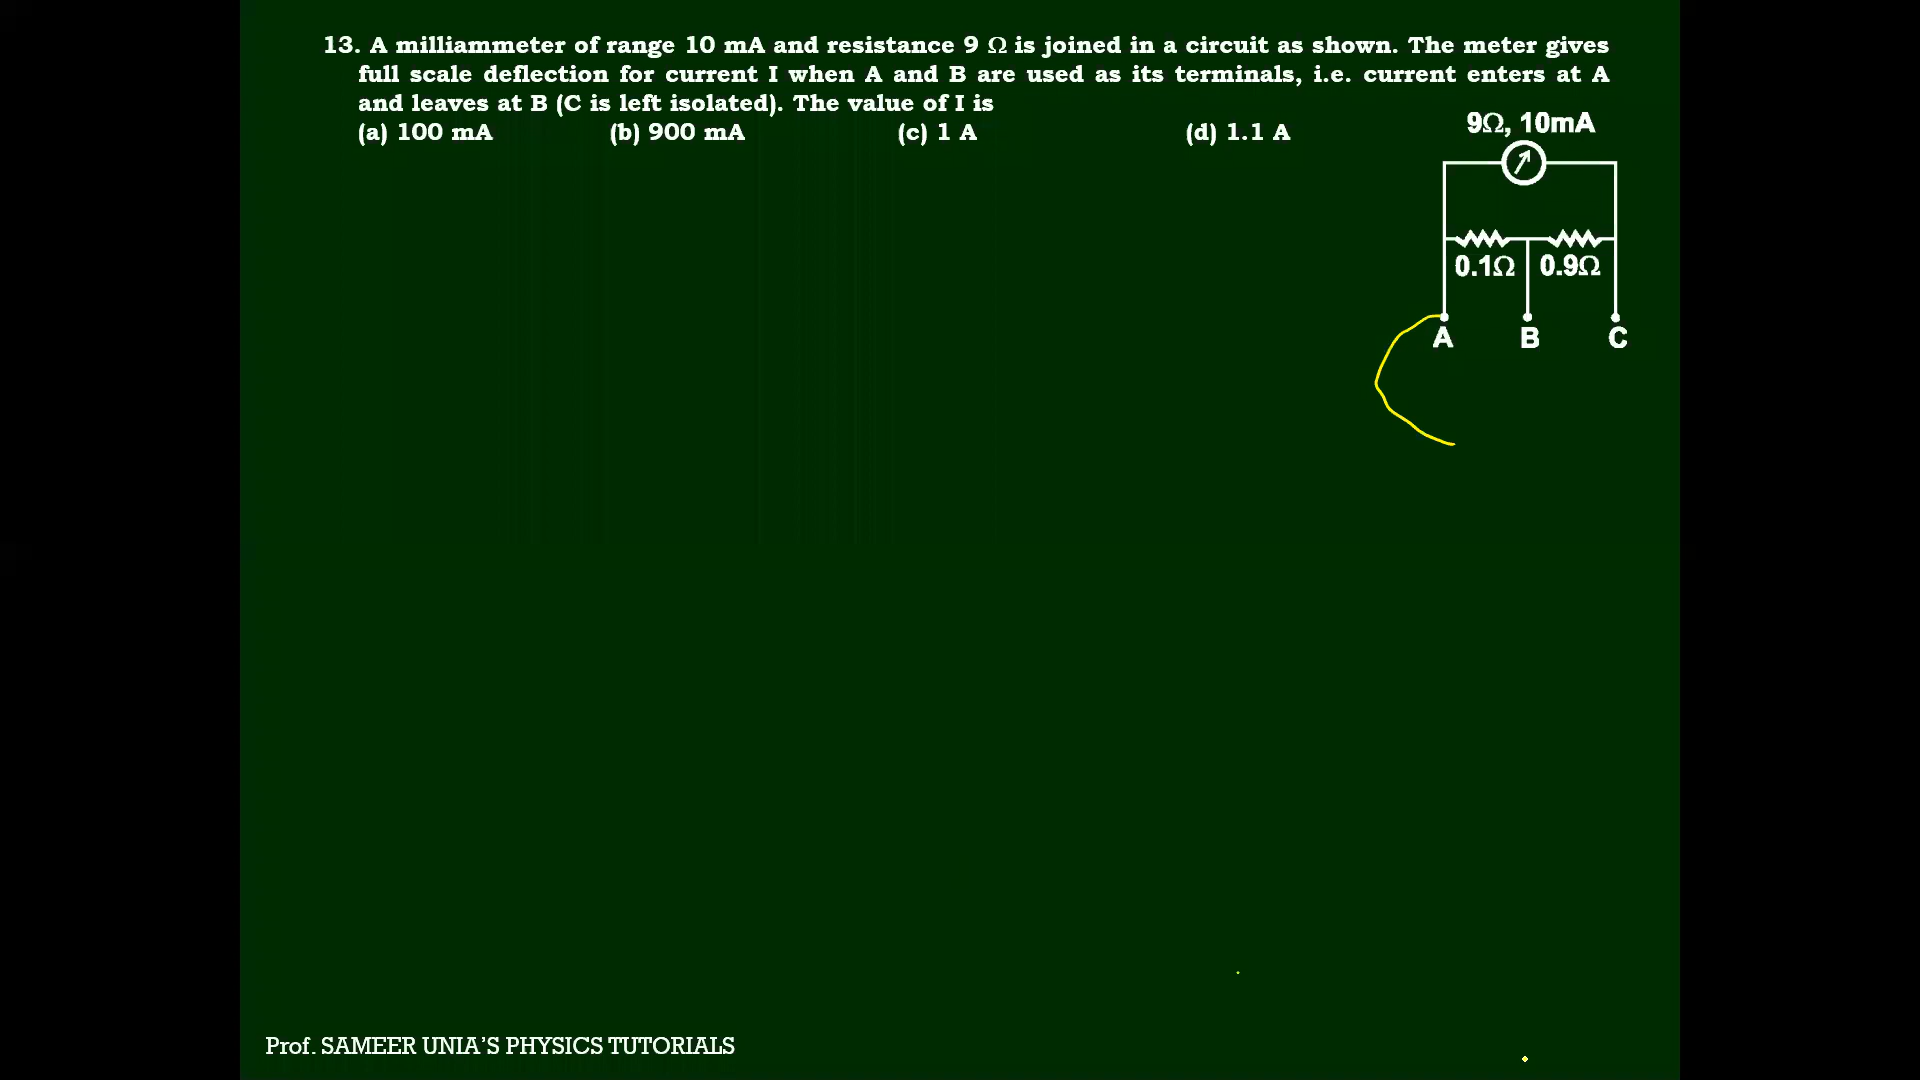 13. A milliammeter of range 10 mA and resistance 9 Ω is joined in a circuit as shown. The meter gives
full scale deflection for current I when A and B are used as its terminals, i.e. current enters at A
and leaves at B (C is left isolated). The value of I is
(a) 100 mA (b) 900 mA (c) 1 A (d) 1.1 A
9Ω, 10mA
0.1Ω 0.9Ω
A B C
Prof. SAMEER UNIA'S PHYSICS TUTORIALS